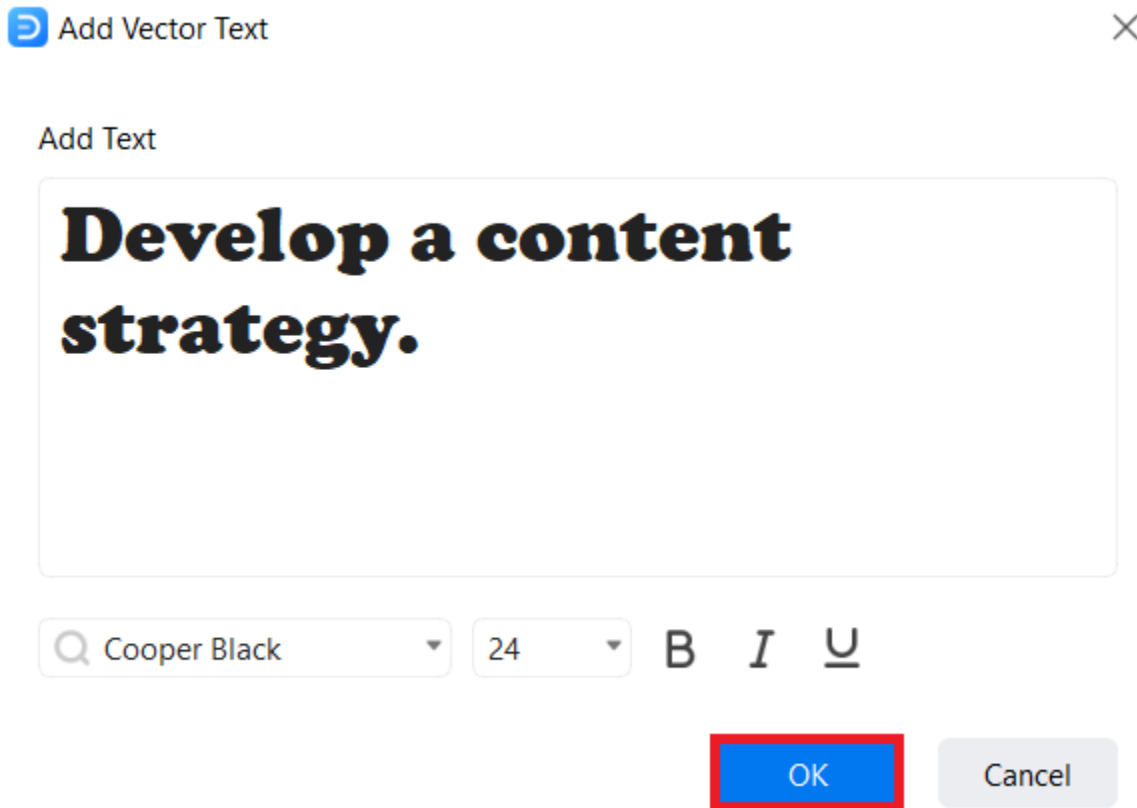 Add Vector Text
Add Text
Develop a content
strategy.
Cooper Black 24 B I U
OK Cancel